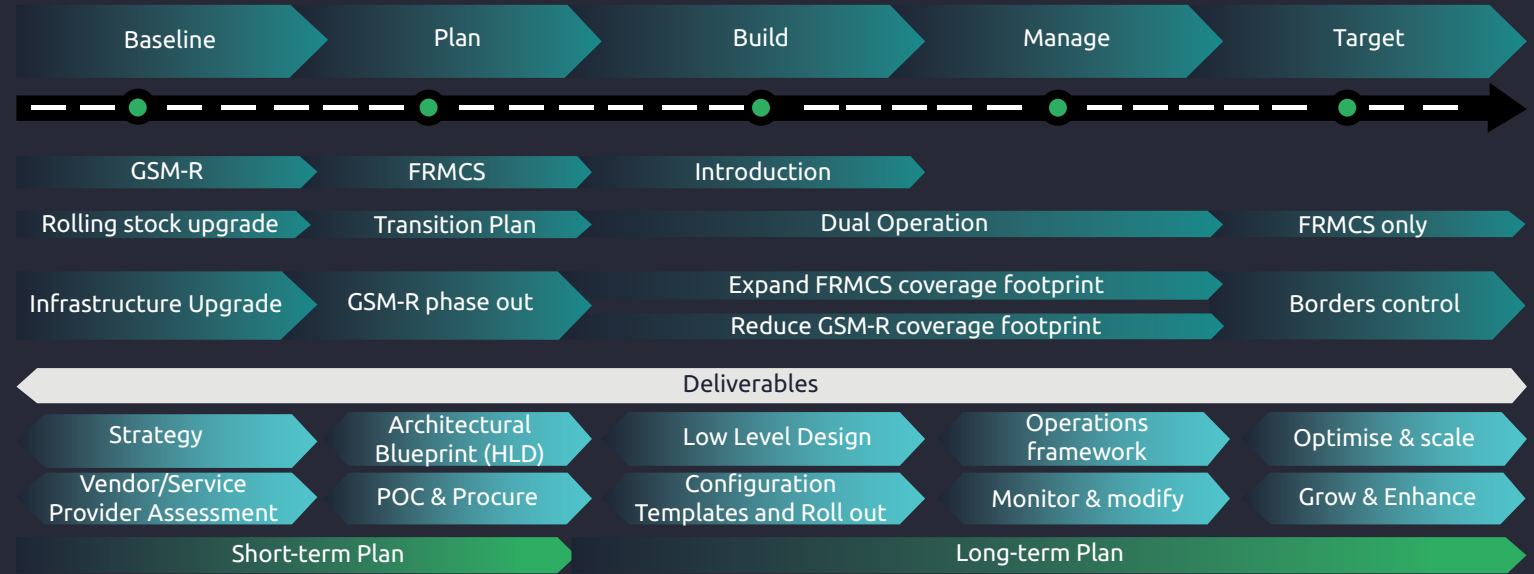 Baseline
Plan
Build
Manage
Target
GSM-R
FRMCS
Introduction
Rolling stock upgrade
Transition Plan
Dual Operation
FRMCS only
Infrastructure Upgrade
GSM-R phase out
Expand FRMCS coverage footprint
Reduce GSM-R coverage footprint
Borders control
Deliverables
Strategy
Architectural
Blueprint (HLD)
Low Level Design
Operations
framework
Optimise & scale
Vendor/Service
Provider Assessment
POC & Procure
Configuration
Templates and Roll out
Monitor & modify
Grow & Enhance
Short-term Plan
Long-term Plan